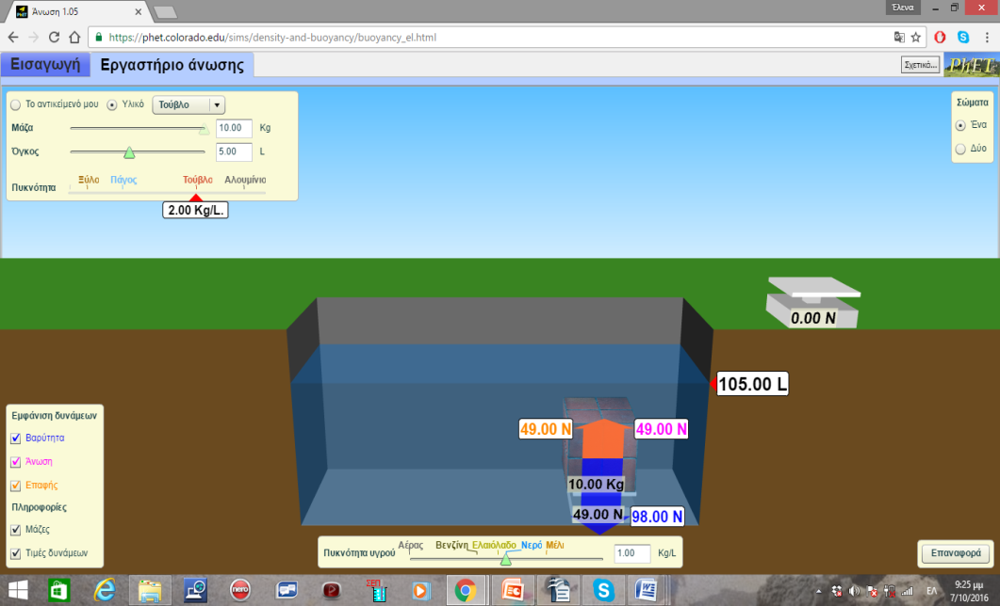 Άνωση 1.05
Έλενα
https://phet.colorado.edu/sims/density-and-buoyancy/buoyancy_el.html
Εισαγωγή
Εργαστήριο άνωσης
Σχετικά...
PhET
Το αντικείμενό μου
Υλικό
Τούβλο
Μάζα
10.00
Kg
Όγκος
5.00
L
Πυκνότητα
Ξύλο
Πάγος
Τούβλο
Αλουμίνιο
2.00 Kg/L.
Σώματα
Ένα
Δύο
0.00 N
105.00 L
49.00 N
49.00 N
10.00 Kg
49.00 N
98.00 N
Εμφάνιση δυνάμεων
Βαρύτητα
Άνωση
Επαφής
Πληροφορίες
Μάζες
Τιμές δυνάμεων
Πυκνότητα υγρού
Αέρας
Βενζίνη
Ελαιόλαδο
Νερό
Μέλι
1.00
Kg/L
Επαναφορά
nero
ΕΛ
9:25 μμ
7/10/2016